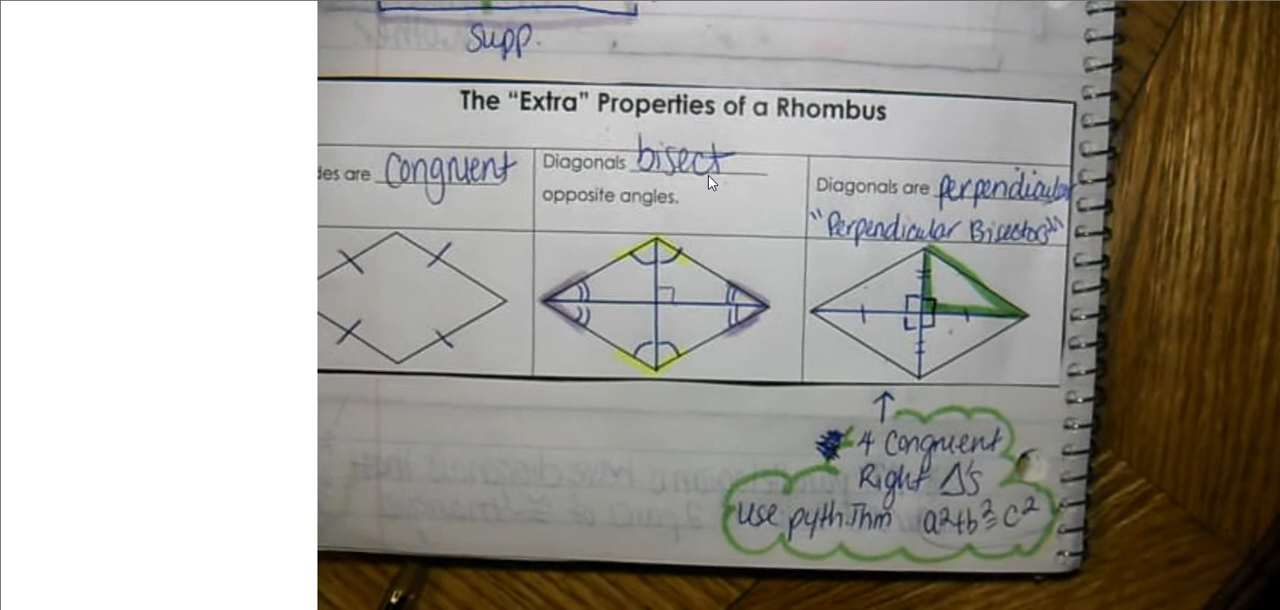 Supp.
The “Extra” Properties of a Rhombus
des are congruent
Diagonals bisect
opposite angles.
Diagonals are perpendicular
"Perpendicular Bisectors"
4 Congruent
Right Δ's
use pyth.Thm a²+b²=c²